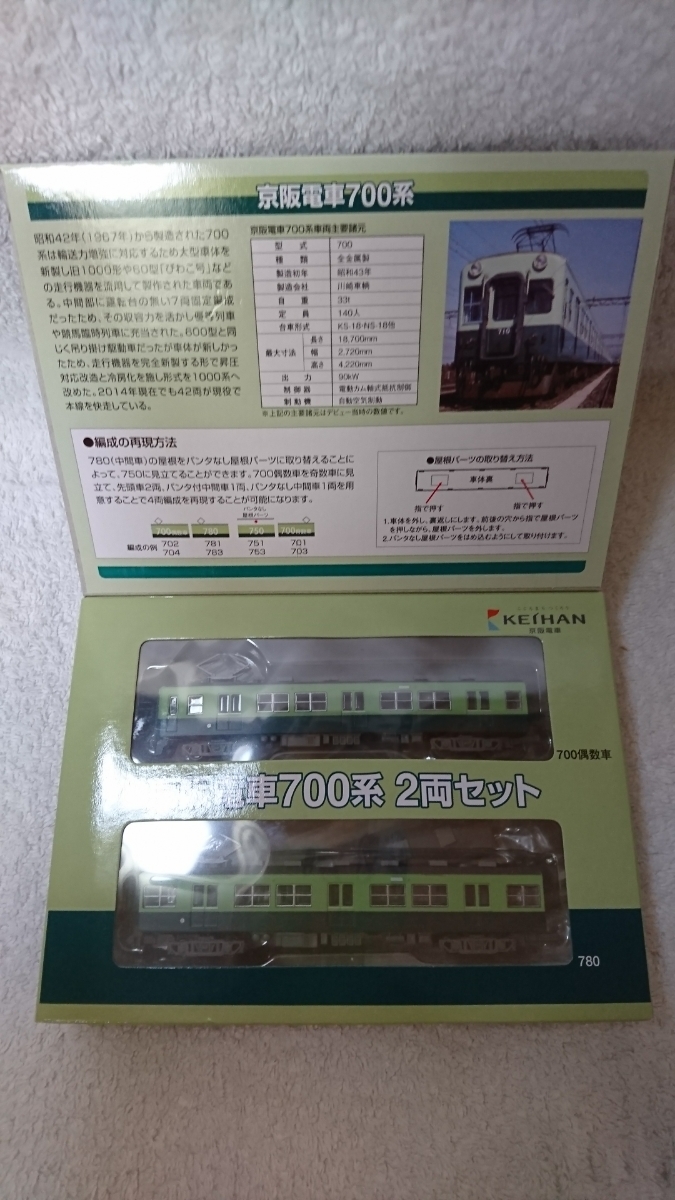 京阪電車700系
昭和42年(1967年)から製造された700
系は輸送力増強に対応するため大型車体を
新製し旧1000形や60型「びわこ号」など
の走行機器を流用して製作された車両であ
る。中間部に運転台の無い7両固定編成
だったため、その収容力を活かし優等列車
や競馬臨時列車に充当された。600型と同
じく吊り掛け駆動車だったが車体が新しかっ
たため、走行機器を完全新製する形で昇圧
対応改造と冷房化を施し形式を1000系へ
改めた。2014年現在でも42両が現役で
本線を快走している。
京阪電車700系車両主要諸元
型 式 700
種 類 全金属製
製造初年 昭和43年
製造会社 川崎車輌
自 重 33t
定 員 140人
台車形式 KS-18・NS-18他
最大寸法 長さ 18,700mm
幅 2,720mm
高さ 4,220mm
出 力 90kW
制 御 器 電動カム軸式抵抗制御
制 動 機 自動空気制動
※上記の主要諸元はデビュー当時の数値です。
710
●編成の再現方法
780(中間車)の屋根をパンタなし屋根パーツに取り替えることに
よって、750に見立てることができます。700偶数車を奇数車に見
立て、先頭車2両、パンタ付中間車1両、パンタなし中間車1両を用
意することで4両編成を再現することが可能になります。
パンタなし
屋根パーツ
700偶数車 780 750 700奇数車
編成の例 702 781 751 701
704 783 753 703
●屋根パーツの取り替え方法
車体裏
指で押す 指で押す
1.車体を外し、裏返しにします。前後の穴から指で屋根パーツ
を押しながら、屋根パーツを外します。
2.パンタなし屋根パーツをはめ込むようにして取り付けます。
KEIHAN
京阪電車
700偶数車
電車700系 2両セット
780